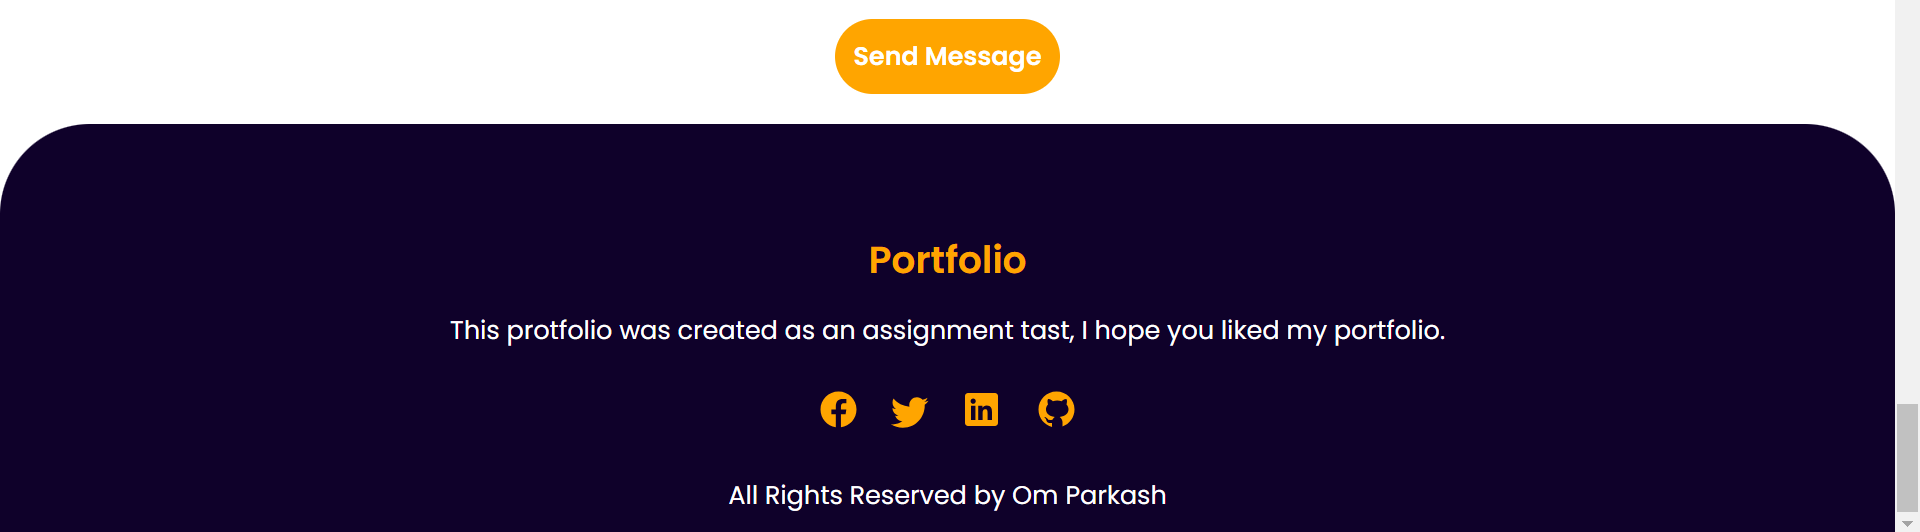 Send Message
Portfolio
This protfolio was created as an assignment tast, I hope you liked my portfolio.
All Rights Reserved by Om Parkash